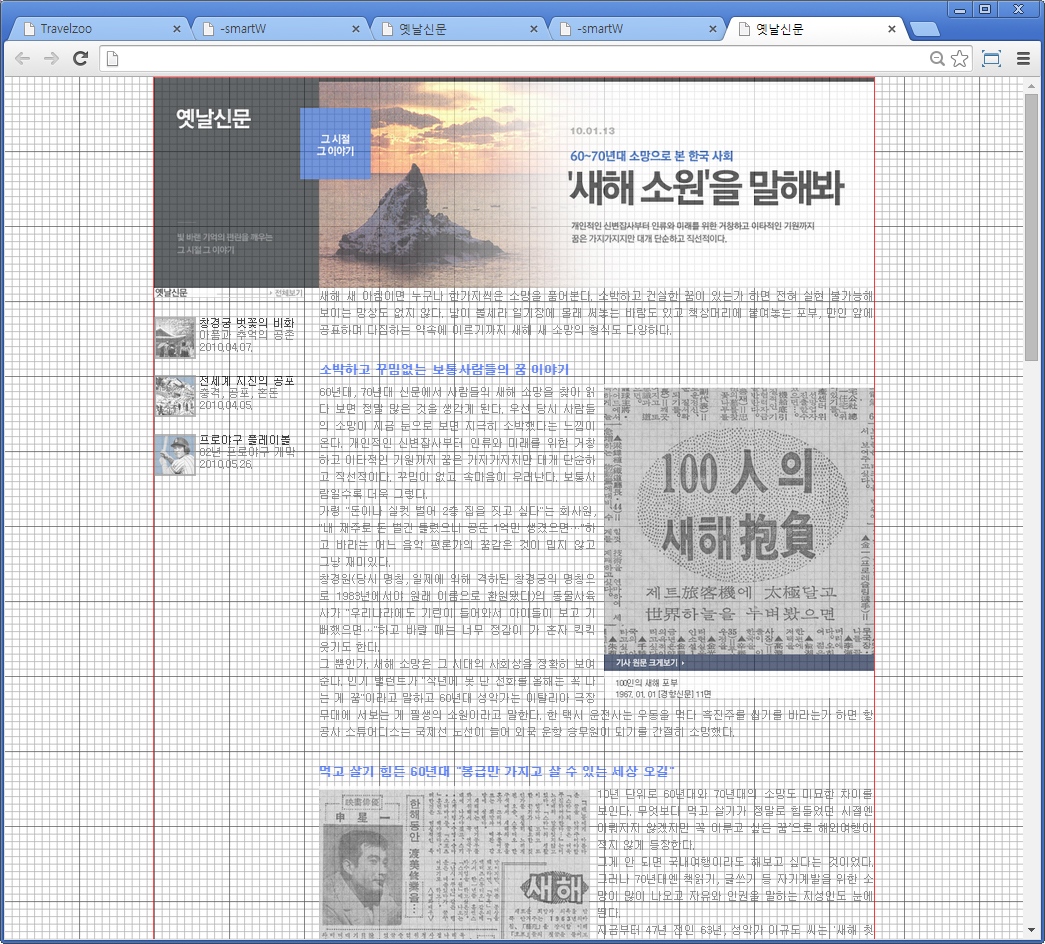 Travelzoo
-smartW
옛날신문
-smartW
옛날신문
옛날신문
그 시절
그 이야기
빛 바랜 기억의 편린을 깨우는
그 시절 그 이야기
10.01.13
60~70년대 소망으로 본 한국 사회
'새해 소원'을 말해봐
개인적인 신변잡사부터 인류와 미래를 위한 거창하고 이타적인 기원까지
꿈은 가지가지지만 대개 단순하고 직선적이다.
옛날신문
전체보기
창경궁 벚꽃의 비화
아픔과 추억의 공존
2010.04.07.
전세계 지진의 공포
충격, 공포, 혼돈
2010.04.05.
프로야구 플레이볼
82년 프로야구 개막
2010.05.26.
새해 새 아침이면 누구나 한가지씩은 소망을 품어본다. 소박하고 건실한 꿈이 있는가 하면 전혀 실현 불가능해
보이는 망상도 없지 않다. 남이 볼세라 일기장에 몰래 써놓는 바람도 있고 책상머리에 붙여놓는 포부, 만인 앞에
공표하며 다짐하는 약속에 이르기까지 새해 새 소망의 형식도 다양하다.
소박하고 꾸밈없는 보통사람들의 꿈 이야기
60년대, 70년대 신문에서 사람들의 새해 소망을 찾아 읽
다 보면 정말 많은 것을 생각게 된다. 우선 당시 사람들
의 소망이 지금 눈으로 보면 지극히 소박했다는 느낌이
온다. 개인적인 신변잡사부터 인류와 미래를 위한 거창
하고 이타적인 기원까지 꿈은 가지가지지만 대개 단순하
고 직선적이다. 꾸밈이 없고 속마음이 우러난다. 보통사
람일수록 더욱 그렇다.
가령 "돈이나 실컷 벌어 2층 집을 짓고 싶다"는 회사원,
"내 재주로 돈 벌긴 틀렸으니 공돈 1억만 생겼으면…"하
고 바라는 어느 음악 평론가의 꿈같은 것이 밉지 않고
그냥 재미있다.
창경원(당시 명칭, 일제에 의해 격하된 창경궁의 명칭으
로 1983년에서야 원래 이름으로 환원됐다)의 동물사육
사가 "우리나라에도 기린이 들어와서 아이들이 보고 기
뻐했으면…"하고 바랄 때는 너무 정감이 가 혼자 킥킥
웃기도 한다.
그 뿐인가. 새해 소망은 그 시대의 사회상을 정확히 보여
준다. 인기 탤런트가 "작년에 못 단 전화를 올해는 꼭 다
는 게 꿈"이라고 말하고 60년대 성악가는 이탈리아 극장
무대에 서보는 게 필생의 소원이라고 말한다. 한 택시 운전사는 우동을 먹다 흑진주를 씹기를 바라는가 하면 항
공사 스튜어디스는 국제선 노선이 늘어 외국 운항 승무원이 되기를 간절히 소망했다.
100 人의
새해 抱負
제트旅客機에 太極달고
世界하늘을 누벼봤으면
기사 원문 크게보기
100인의 새해 포부
1967. 01. 01 [경향신문] 11면
먹고 살기 힘든 60년대 "봉급만 가지고 살 수 있는 세상 오길"
10년 단위로 60년대와 70년대의 소망도 미묘한 차이를
보인다. 무엇보다 먹고 살기가 정말로 힘들었던 시절엔
'이뤄지지 않겠지만 꼭 이루고 싶은 꿈'으로 해외여행이
적지 않게 등장한다.
그게 안 되면 국내여행이라도 해보고 싶다는 것이었다.
그러나 70년대엔 책읽기, 글쓰기 등 자기계발을 위한 소
망이 많이 나오고 자유와 인권을 말하는 지성인도 눈에
띈다.
지금부터 47년 전인 63년, 성악가 이규도 씨는 '새해 첫
映畵俳優
申星一
한해동안
渡美修業을…
새해